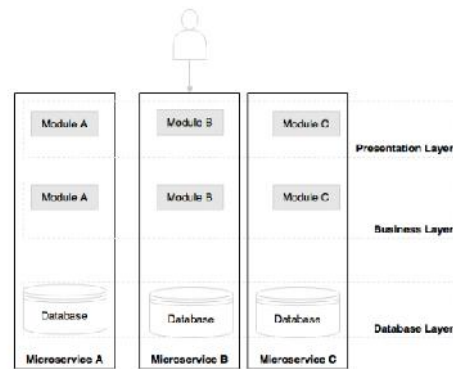 Module A
Module B
Module C
Presentation Layer
Module A
Module B
Module C
Business Layer
Database
Database
Database
Database Layer
Microservice A
Microservice B
Microservice C